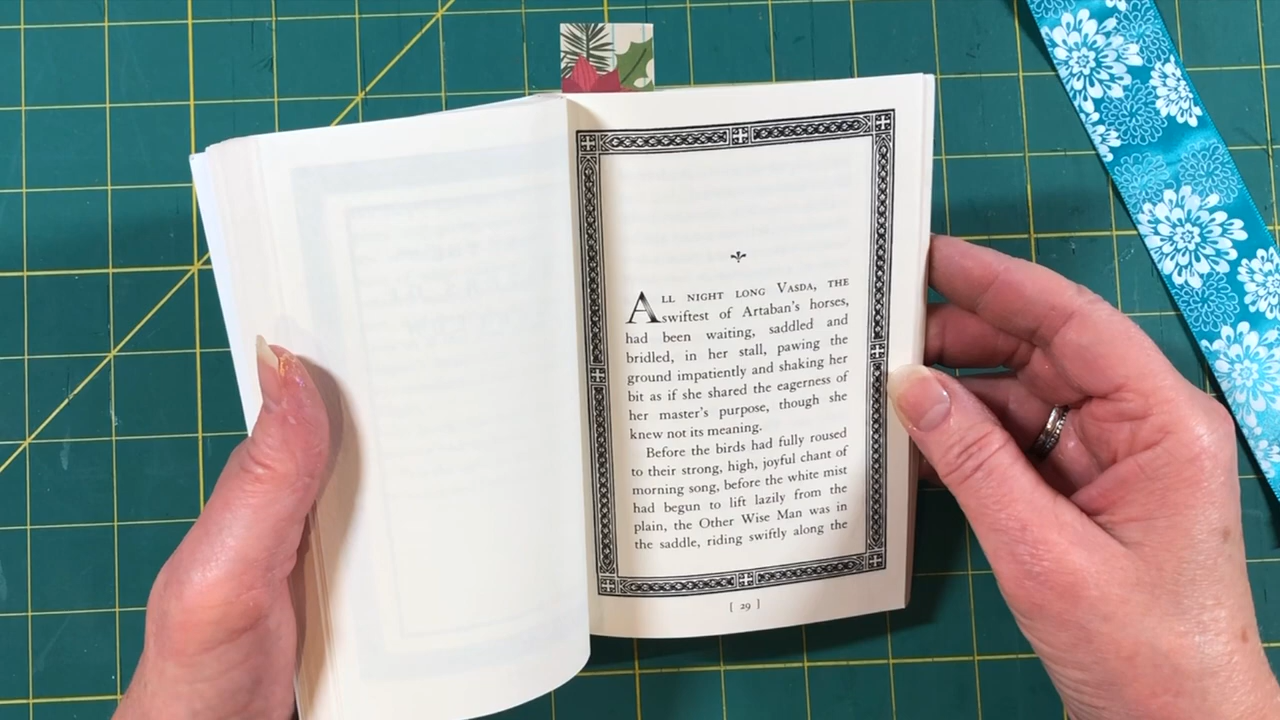 ALL NIGHT LONG VASDA, THE
swiftest of Artaban's horses,
had been waiting, saddled and
bridled, in her stall, pawing the
ground impatiently and shaking her
bit as if she shared the eagerness of
her master's purpose, though she
knew not its meaning.
Before the birds had fully roused
to their strong, high, joyful chant of
morning song, before the white mist
had begun to lift lazily from the
plain, the Other Wise Man was in
the saddle, riding swiftly along the
[ 29 ]